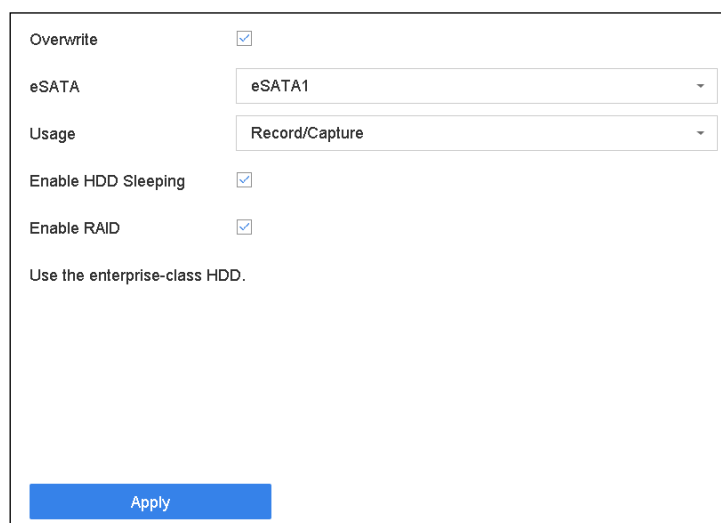 Overwrite
eSATA eSATA1
Usage Record/Capture
Enable HDD Sleeping
Enable RAID
Use the enterprise-class HDD.
Apply